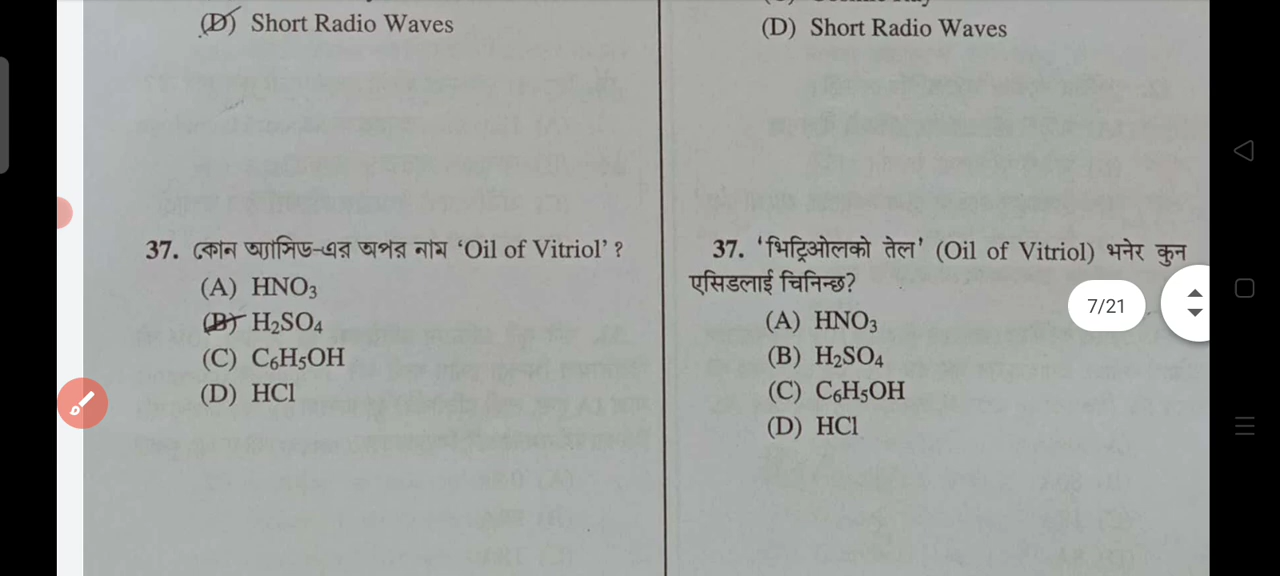 (D) Short Radio Waves
37. কোন অ্যাসিড-এর অপর নাম ‘Oil of Vitriol’ ?
(A) HNO₃
(B) H₂SO₄
(C) C₆H₅OH
(D) HCl
(D) Short Radio Waves
37. ‘भिट्रिओलको तेल’ (Oil of Vitriol) भनेर कुन
एसिडलाई चिनिन्छ?
(A) HNO₃
(B) H₂SO₄
(C) C₆H₅OH
(D) HCl
7/21